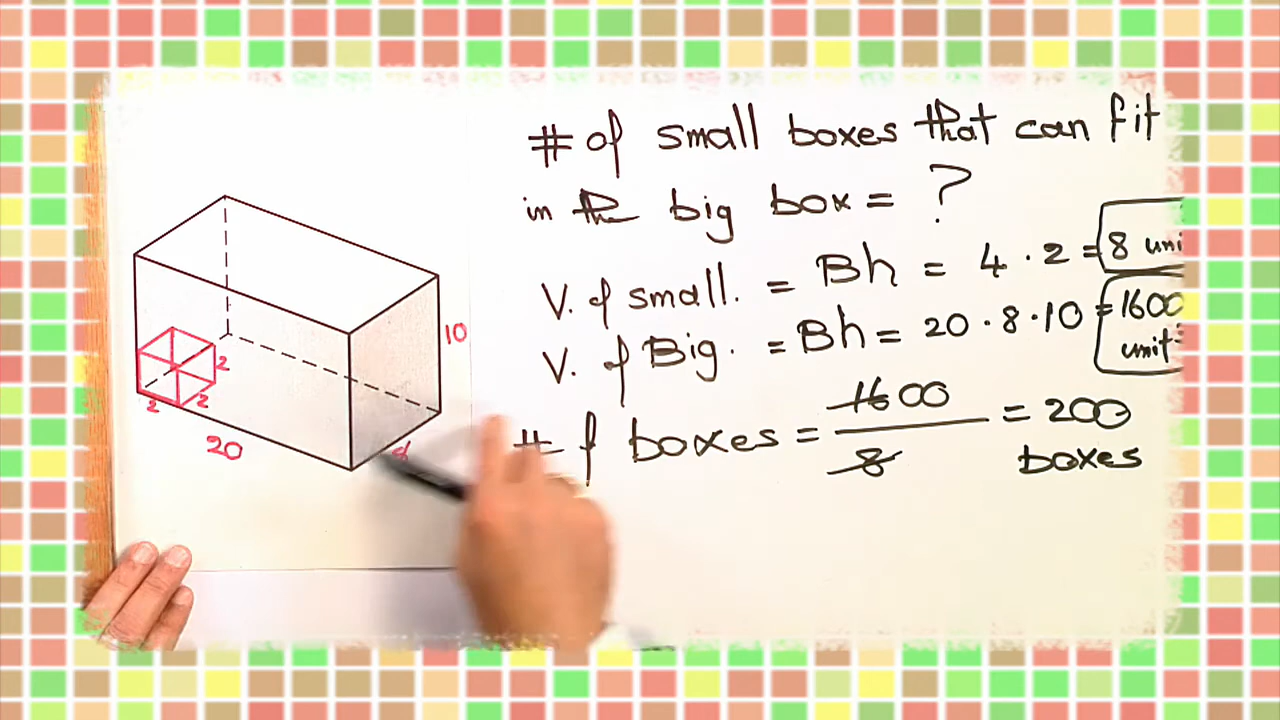 # of small boxes that can fit
in the big box = ?
V. of small. = Bh = 4 · 2 = 8
V. of Big. = Bh = 20 · 8 · 10 = 1600
# of boxes = 1600 / 8 = 200
boxes
10
2
2
2
20